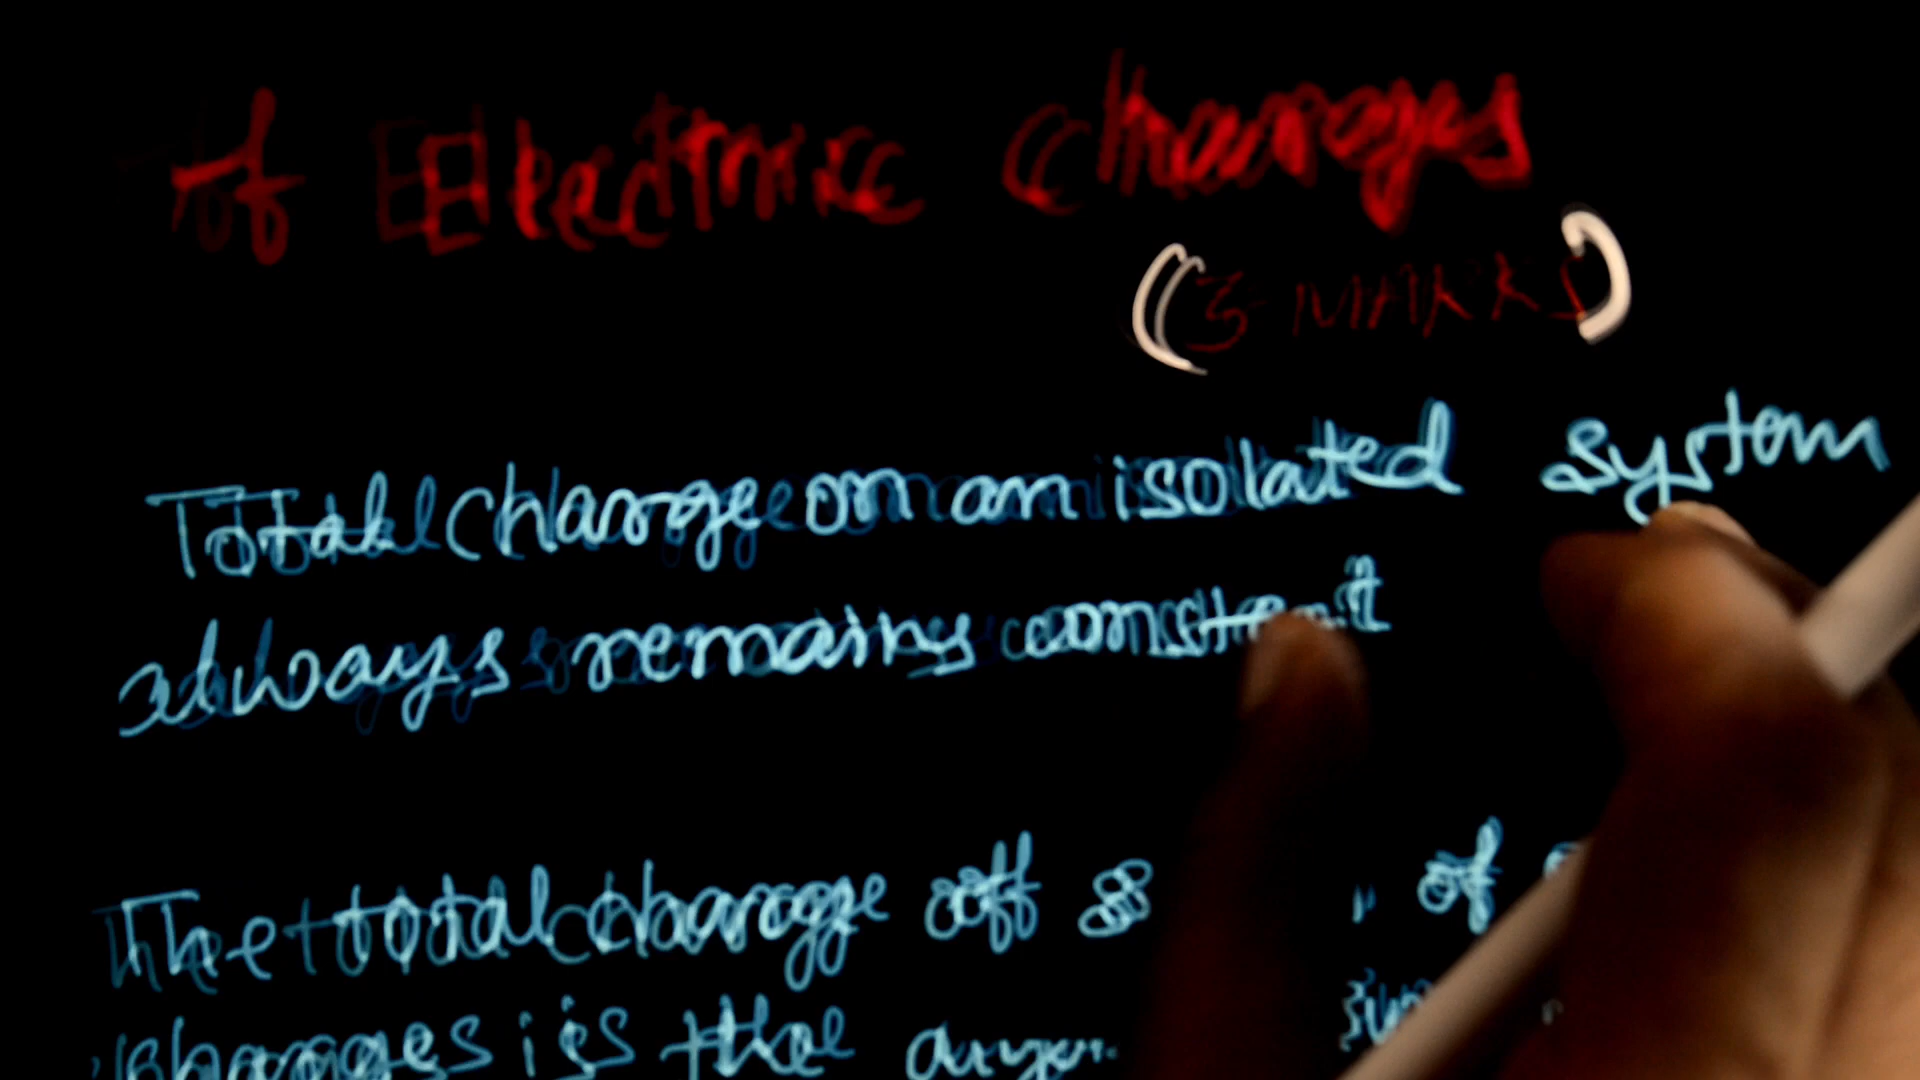 of Electric Charges
(3 MARKS)
Total charge on an isolated system
always remains constant
The total charge of of
charges is the